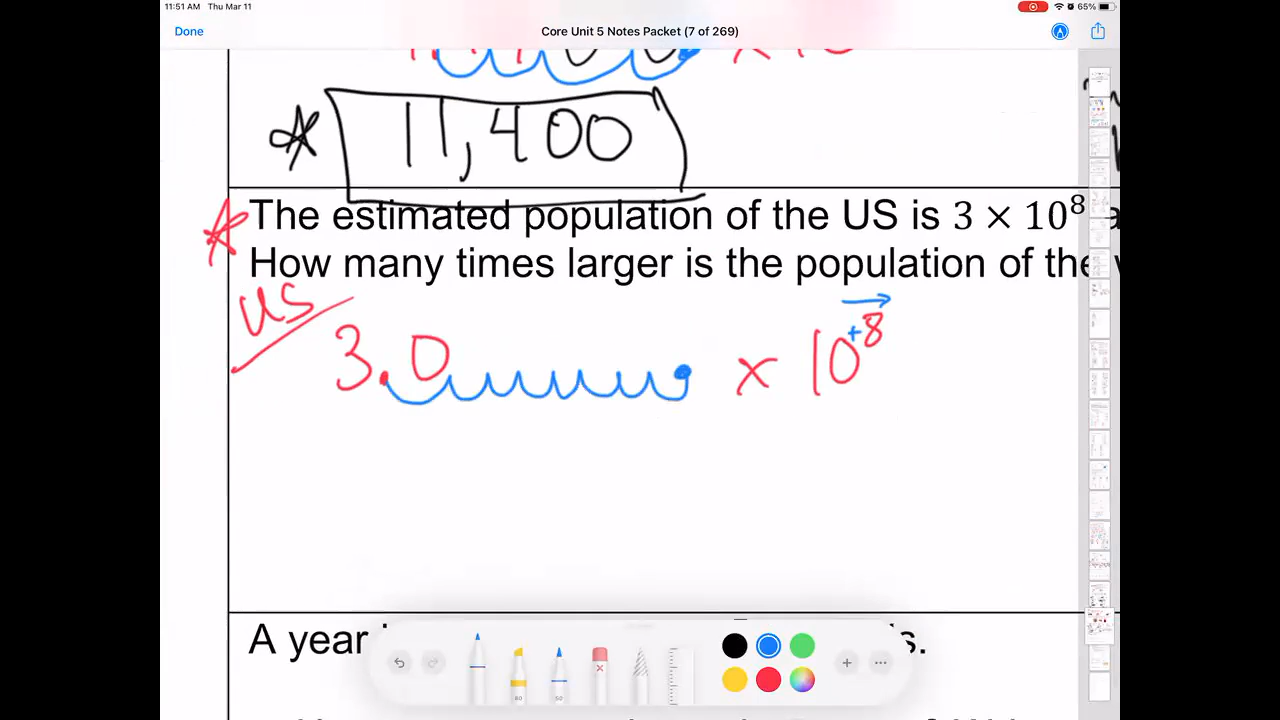 11:51 AM Thu Mar 11
65%
Done
Core Unit 5 Notes Packet (7 of 269)
11,400
The estimated population of the US is 3 × 10⁸
How many times larger is the population of the
US
3.0 × 10⁺⁸
A year
80
50